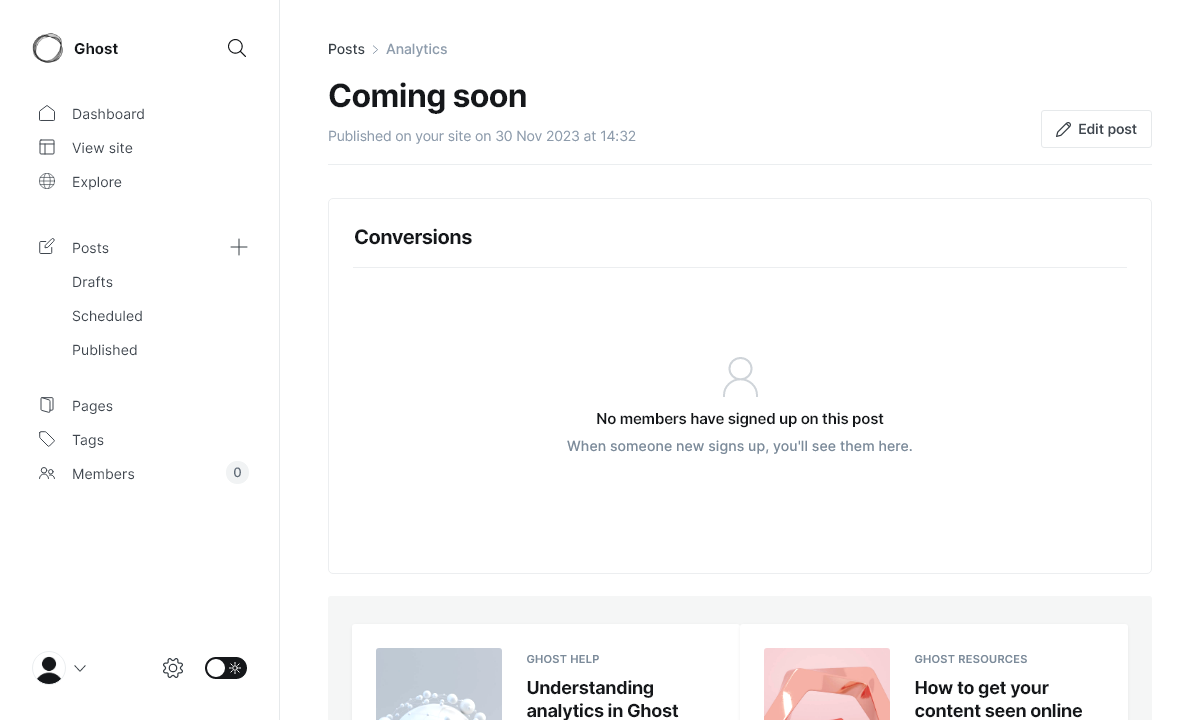 Ghost
Dashboard
View site
Explore
Posts
Drafts
Scheduled
Published
Pages
Tags
Members 0
Posts > Analytics
Coming soon
Published on your site on 30 Nov 2023 at 14:32
Edit post
Conversions
No members have signed up on this post
When someone new signs up, you'll see them here.
GHOST HELP
Understanding
analytics in Ghost
GHOST RESOURCES
How to get your
content seen online